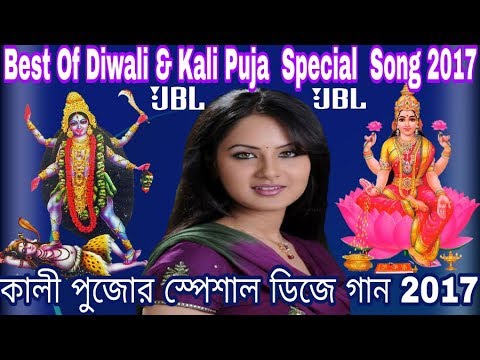 Best Of Diwali & Kali Puja Special Song 2017
JBL JBL
কালী পুজোর স্পেশাল ডিজে গান 2017